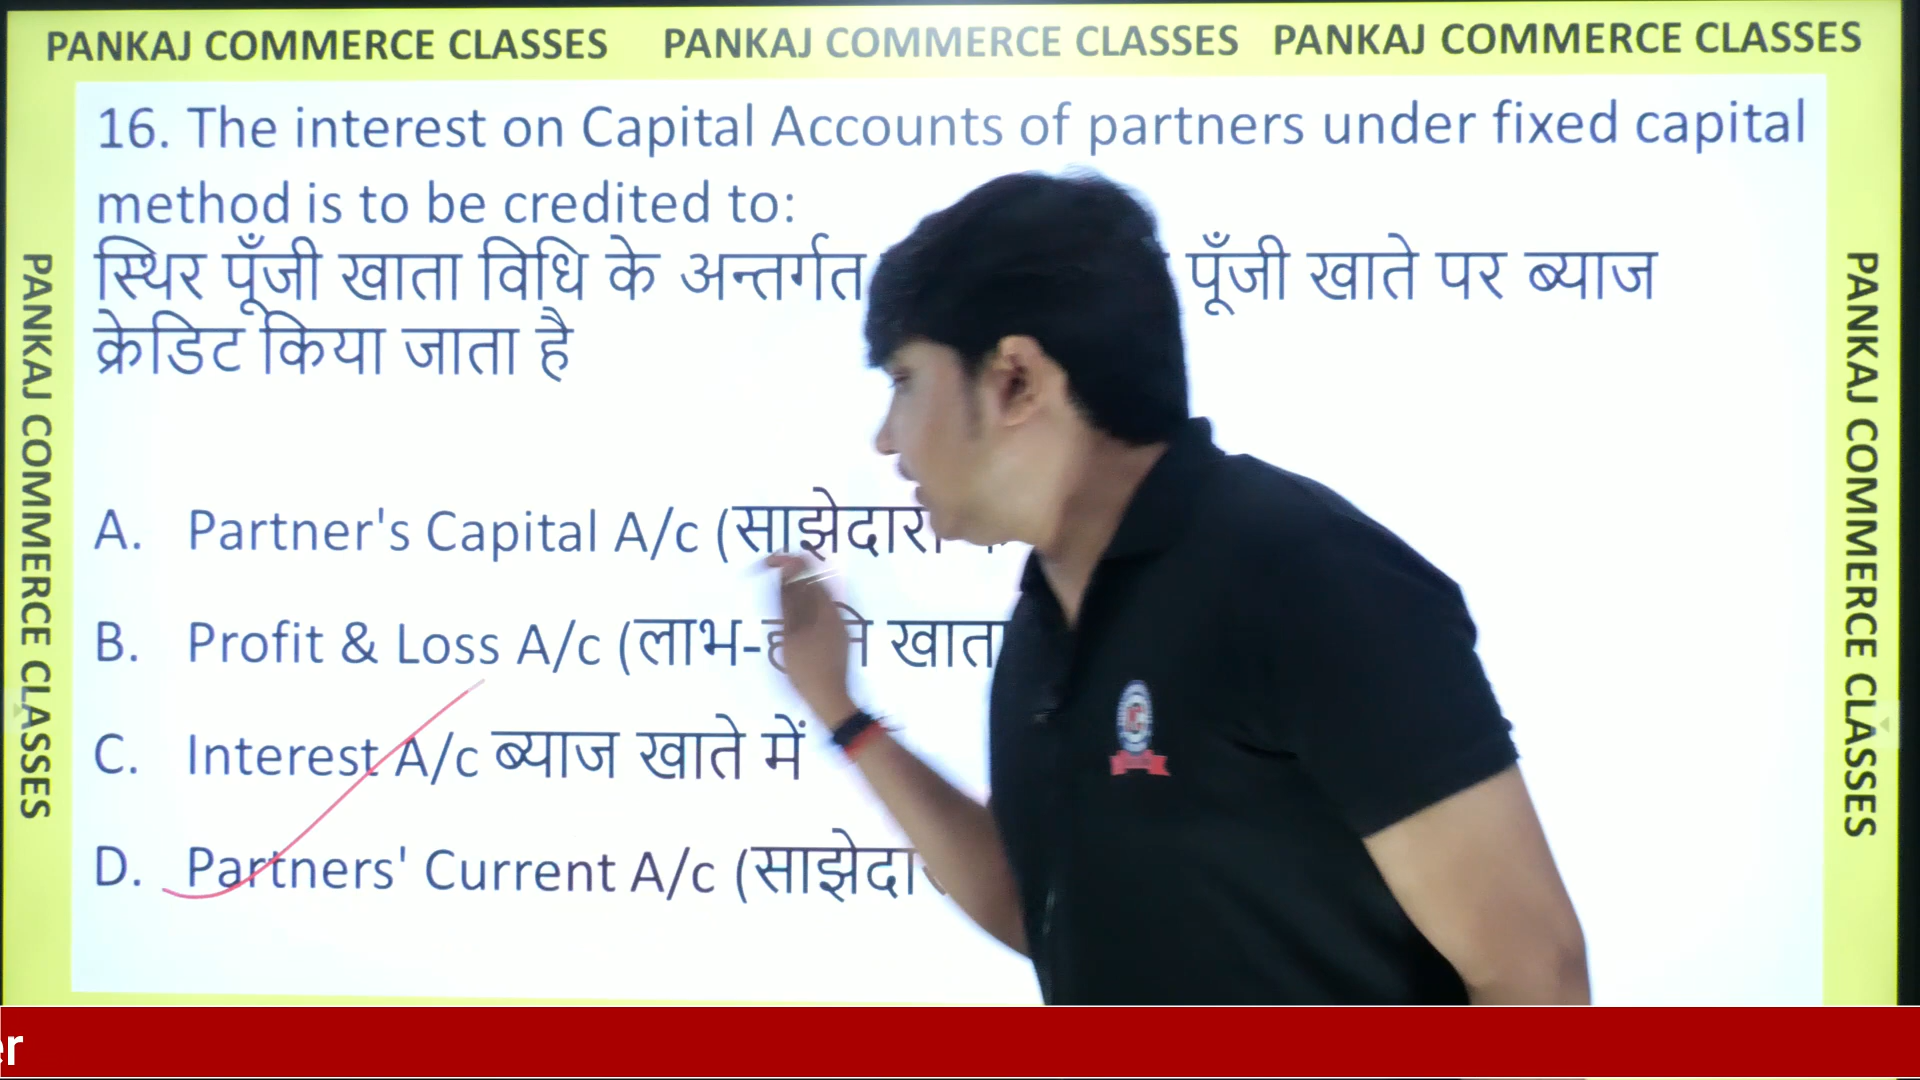 PANKAJ COMMERCE CLASSES PANKAJ COMMERCE CLASSES PANKAJ COMMERCE CLASSES
PANKAJ COMMERCE CLASSES
16. The interest on Capital Accounts of partners under fixed capital
method is to be credited to:
स्थिर पूँजी खाता विधि के अन्तर्गत पूँजी खाते पर ब्याज
क्रेडिट किया जाता है
A. Partner's Capital A/c (
B. Profit & Loss A/c (लाभ- खाता
C. Interest A/c ब्याज खाते में
D. Partners' Current A/c (
PANKAJ COMMERCE CLASSES